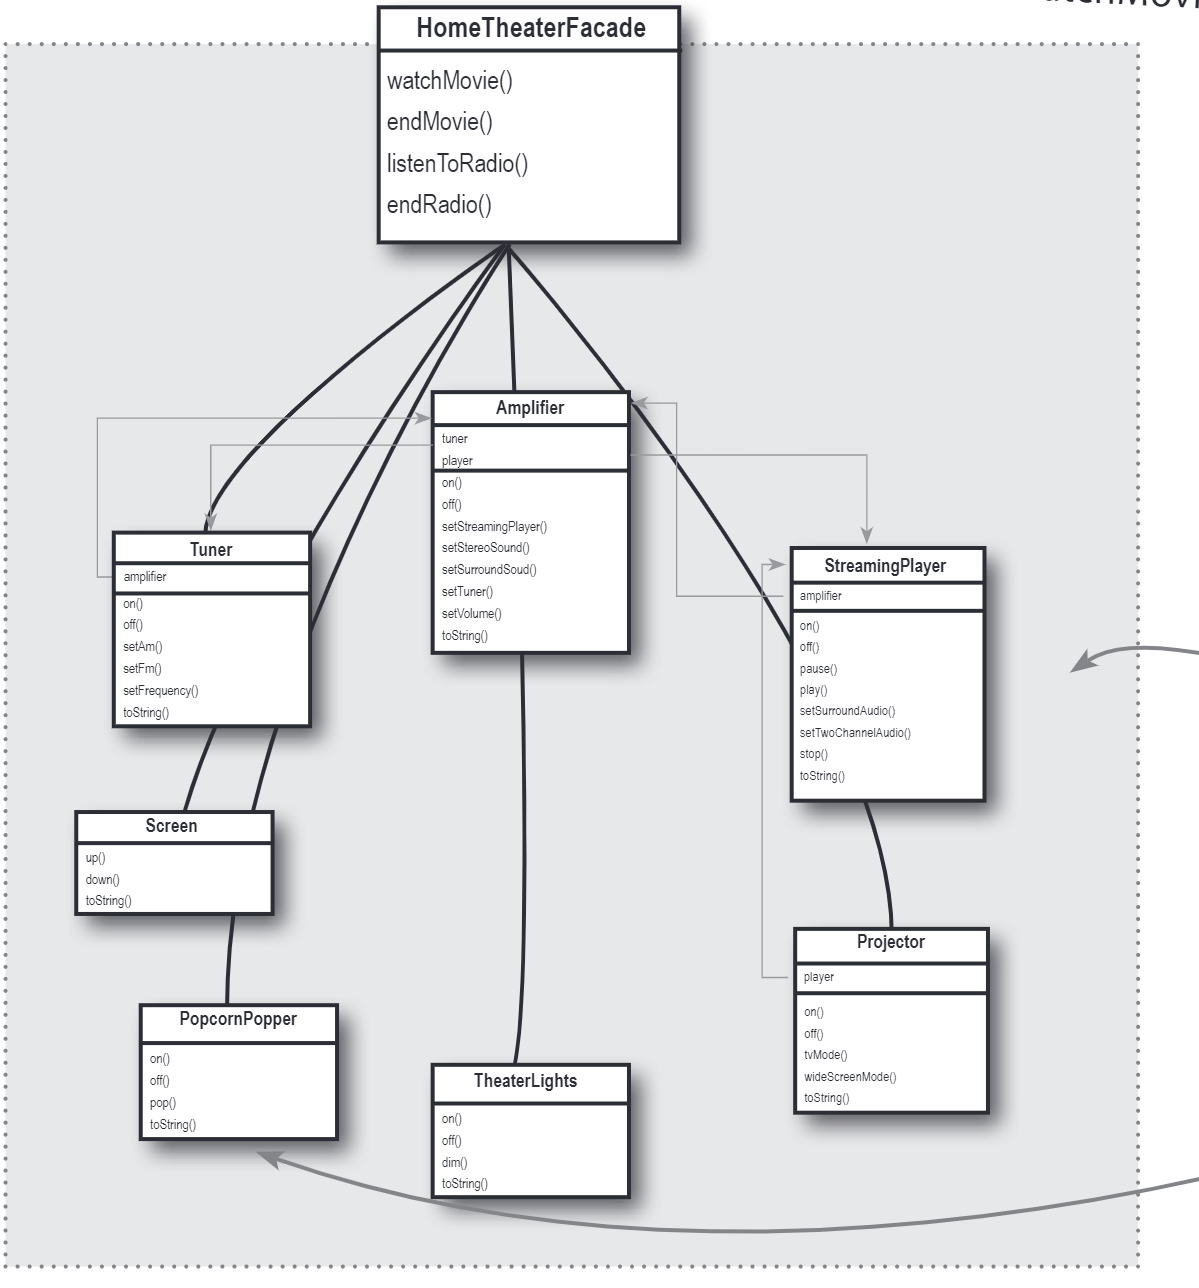 HomeTheaterFacade
watchMovie()
endMovie()
listenToRadio()
endRadio()
Amplifier
tuner
player
on()
off()
setStreamingPlayer()
setStereoSound()
setSurroundSoud()
setTuner()
setVolume()
toString()
Tuner
amplifier
on()
off()
setAm()
setFm()
setFrequency()
toString()
StreamingPlayer
amplifier
on()
off()
pause()
play()
setSurroundAudio()
setTwoChannelAudio()
stop()
toString()
Screen
up()
down()
toString()
Projector
player
on()
off()
tvMode()
wideScreenMode()
toString()
PopcornPopper
on()
off()
pop()
toString()
TheaterLights
on()
off()
dim()
toString()